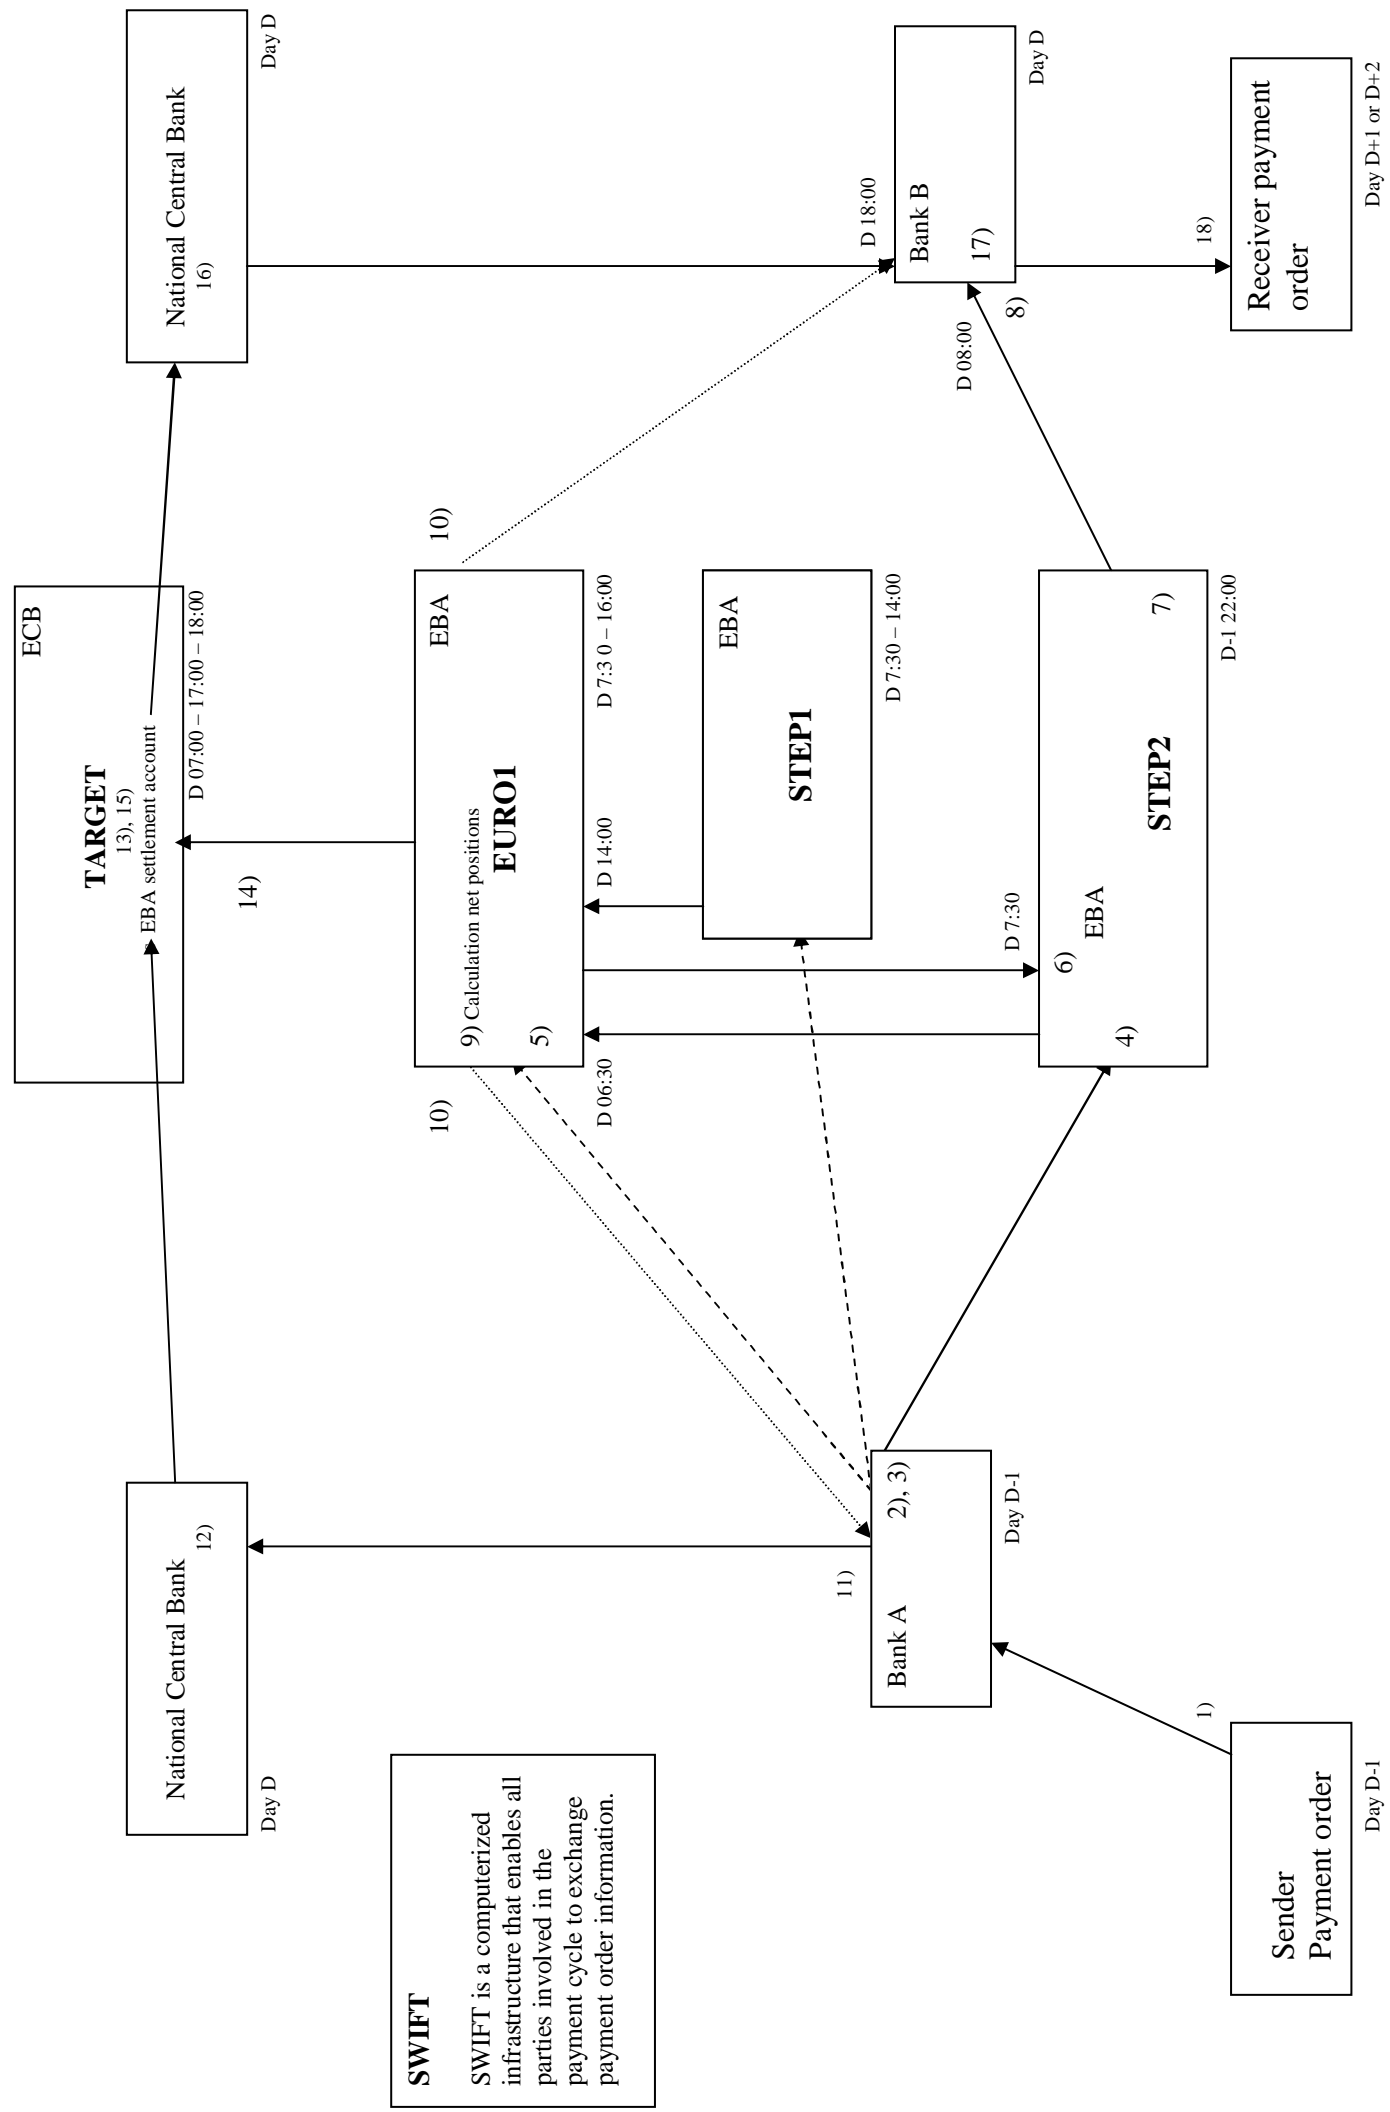 ECB
TARGET
13), 15)
EBA settlement account
D 07:00 – 17:00 – 18:00
National Central Bank
12)
Day D
National Central Bank
16)
Day D
14)
SWIFT
SWIFT is a computerized
infrastructure that enables all
parties involved in the
payment cycle to exchange
payment order information.
10)
9) Calculation net positions
EURO1
5)
EBA
10)
D 06:30
D 14:00
D 7:3 0 – 16:00
EBA
STEP1
D 7:30 – 14:00
11)
Bank A
2), 3)
Day D-1
D 18:00
Bank B
17)
Day D
D 08:00
8)
D 7:30
6)
EBA
4)
STEP2
7)
D-1 22:00
1)
Sender
Payment order
Day D-1
18)
Receiver payment
order
Day D+1 or D+2